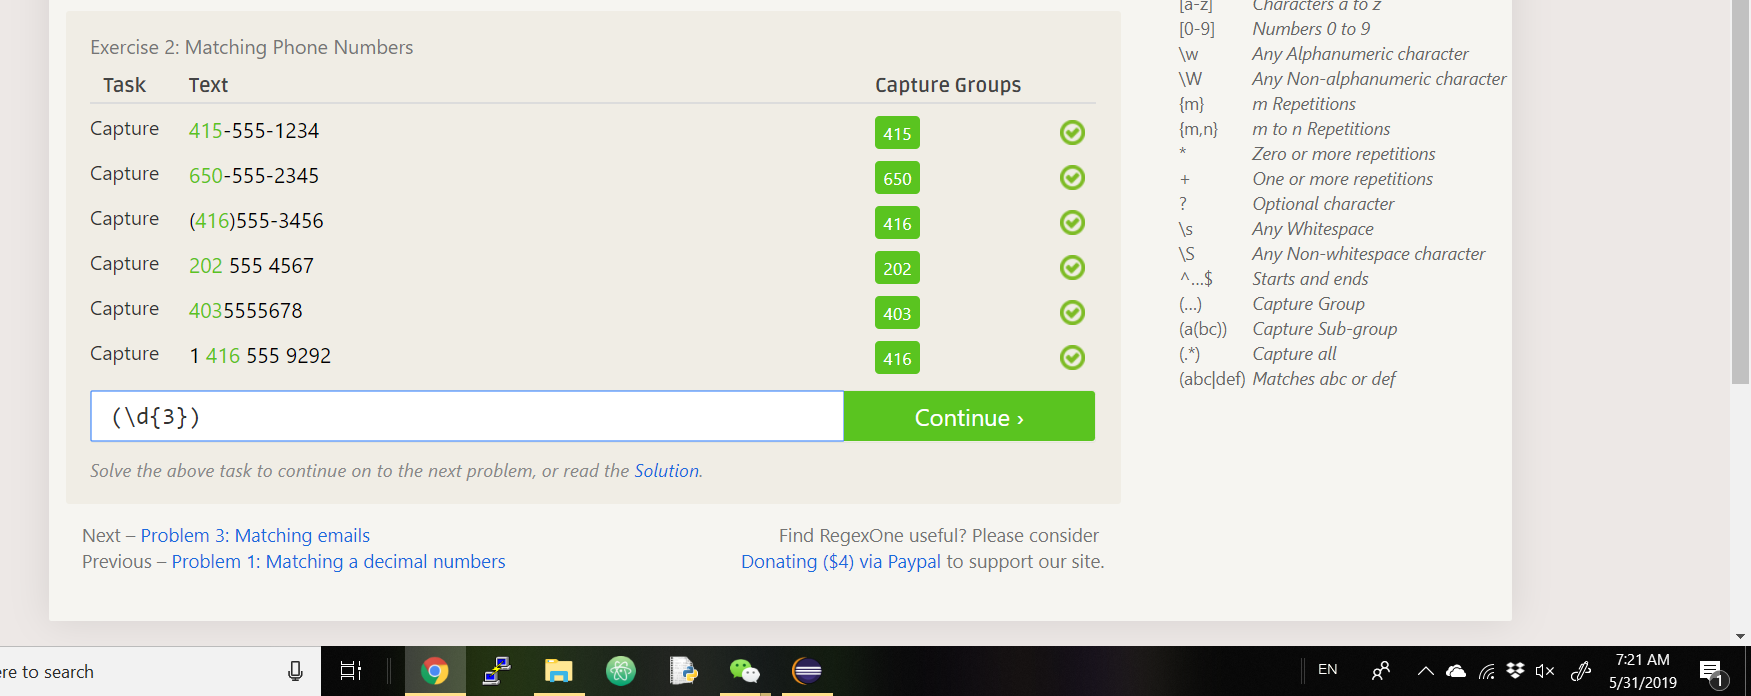 Exercise 2: Matching Phone Numbers
Task Text Capture Groups
Capture 415-555-1234 415
Capture 650-555-2345 650
Capture (416)555-3456 416
Capture 202 555 4567 202
Capture 4035555678 403
Capture 1 416 555 9292 416
(\d{3}) Continue ›
Solve the above task to continue on to the next problem, or read the Solution.
Next – Problem 3: Matching emails
Previous – Problem 1: Matching a decimal numbers
Find RegexOne useful? Please consider
Donating ($4) via Paypal to support our site.
[a-z] Characters a to z
[0-9] Numbers 0 to 9
\w Any Alphanumeric character
\W Any Non-alphanumeric character
{m} m Repetitions
{m,n} m to n Repetitions
* Zero or more repetitions
+ One or more repetitions
? Optional character
\s Any Whitespace
\S Any Non-whitespace character
^...$ Starts and ends
(...) Capture Group
(a(bc)) Capture Sub-group
(.*) Capture all
(abc|def) Matches abc or def
re to search
EN
7:21 AM
5/31/2019
1